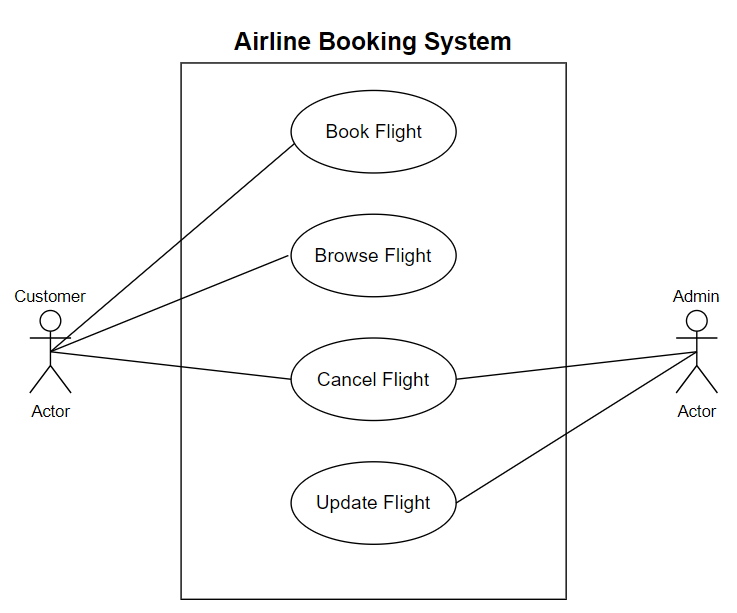 Airline Booking System
Book Flight
Browse Flight
Customer
Admin
Cancel Flight
Actor
Actor
Update Flight